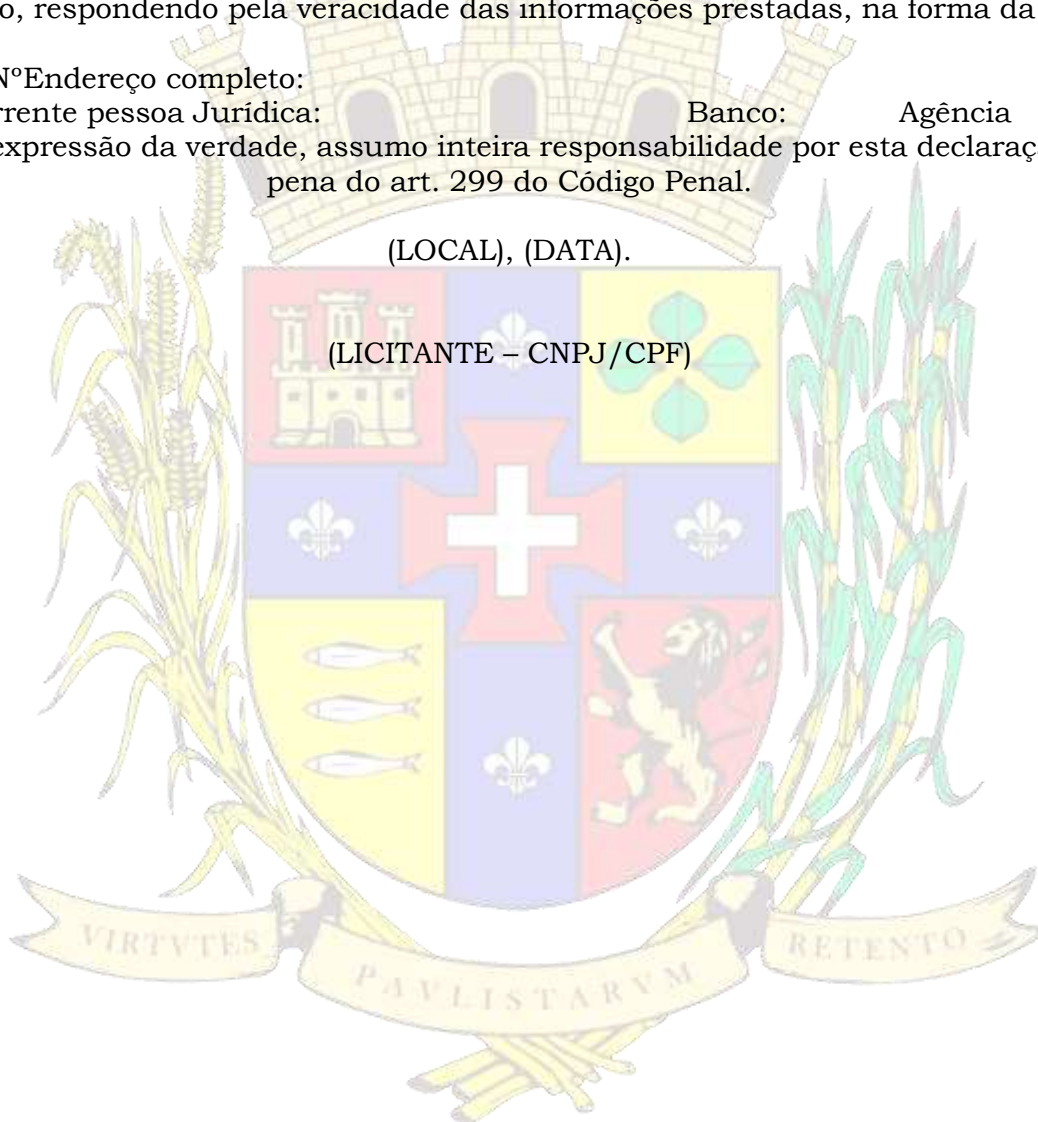 o, respondendo pela veracidade das informações prestadas, na forma da
NºEndereço completo:
rrente pessoa Jurídica: Banco: Agência
expressão da verdade, assumo inteira responsabilidade por esta declaraç
pena do art. 299 do Código Penal.
(LOCAL), (DATA).
(LICITANTE – CNPJ/CPF)
VIRTVTES PAVLISTARVM RETENTO